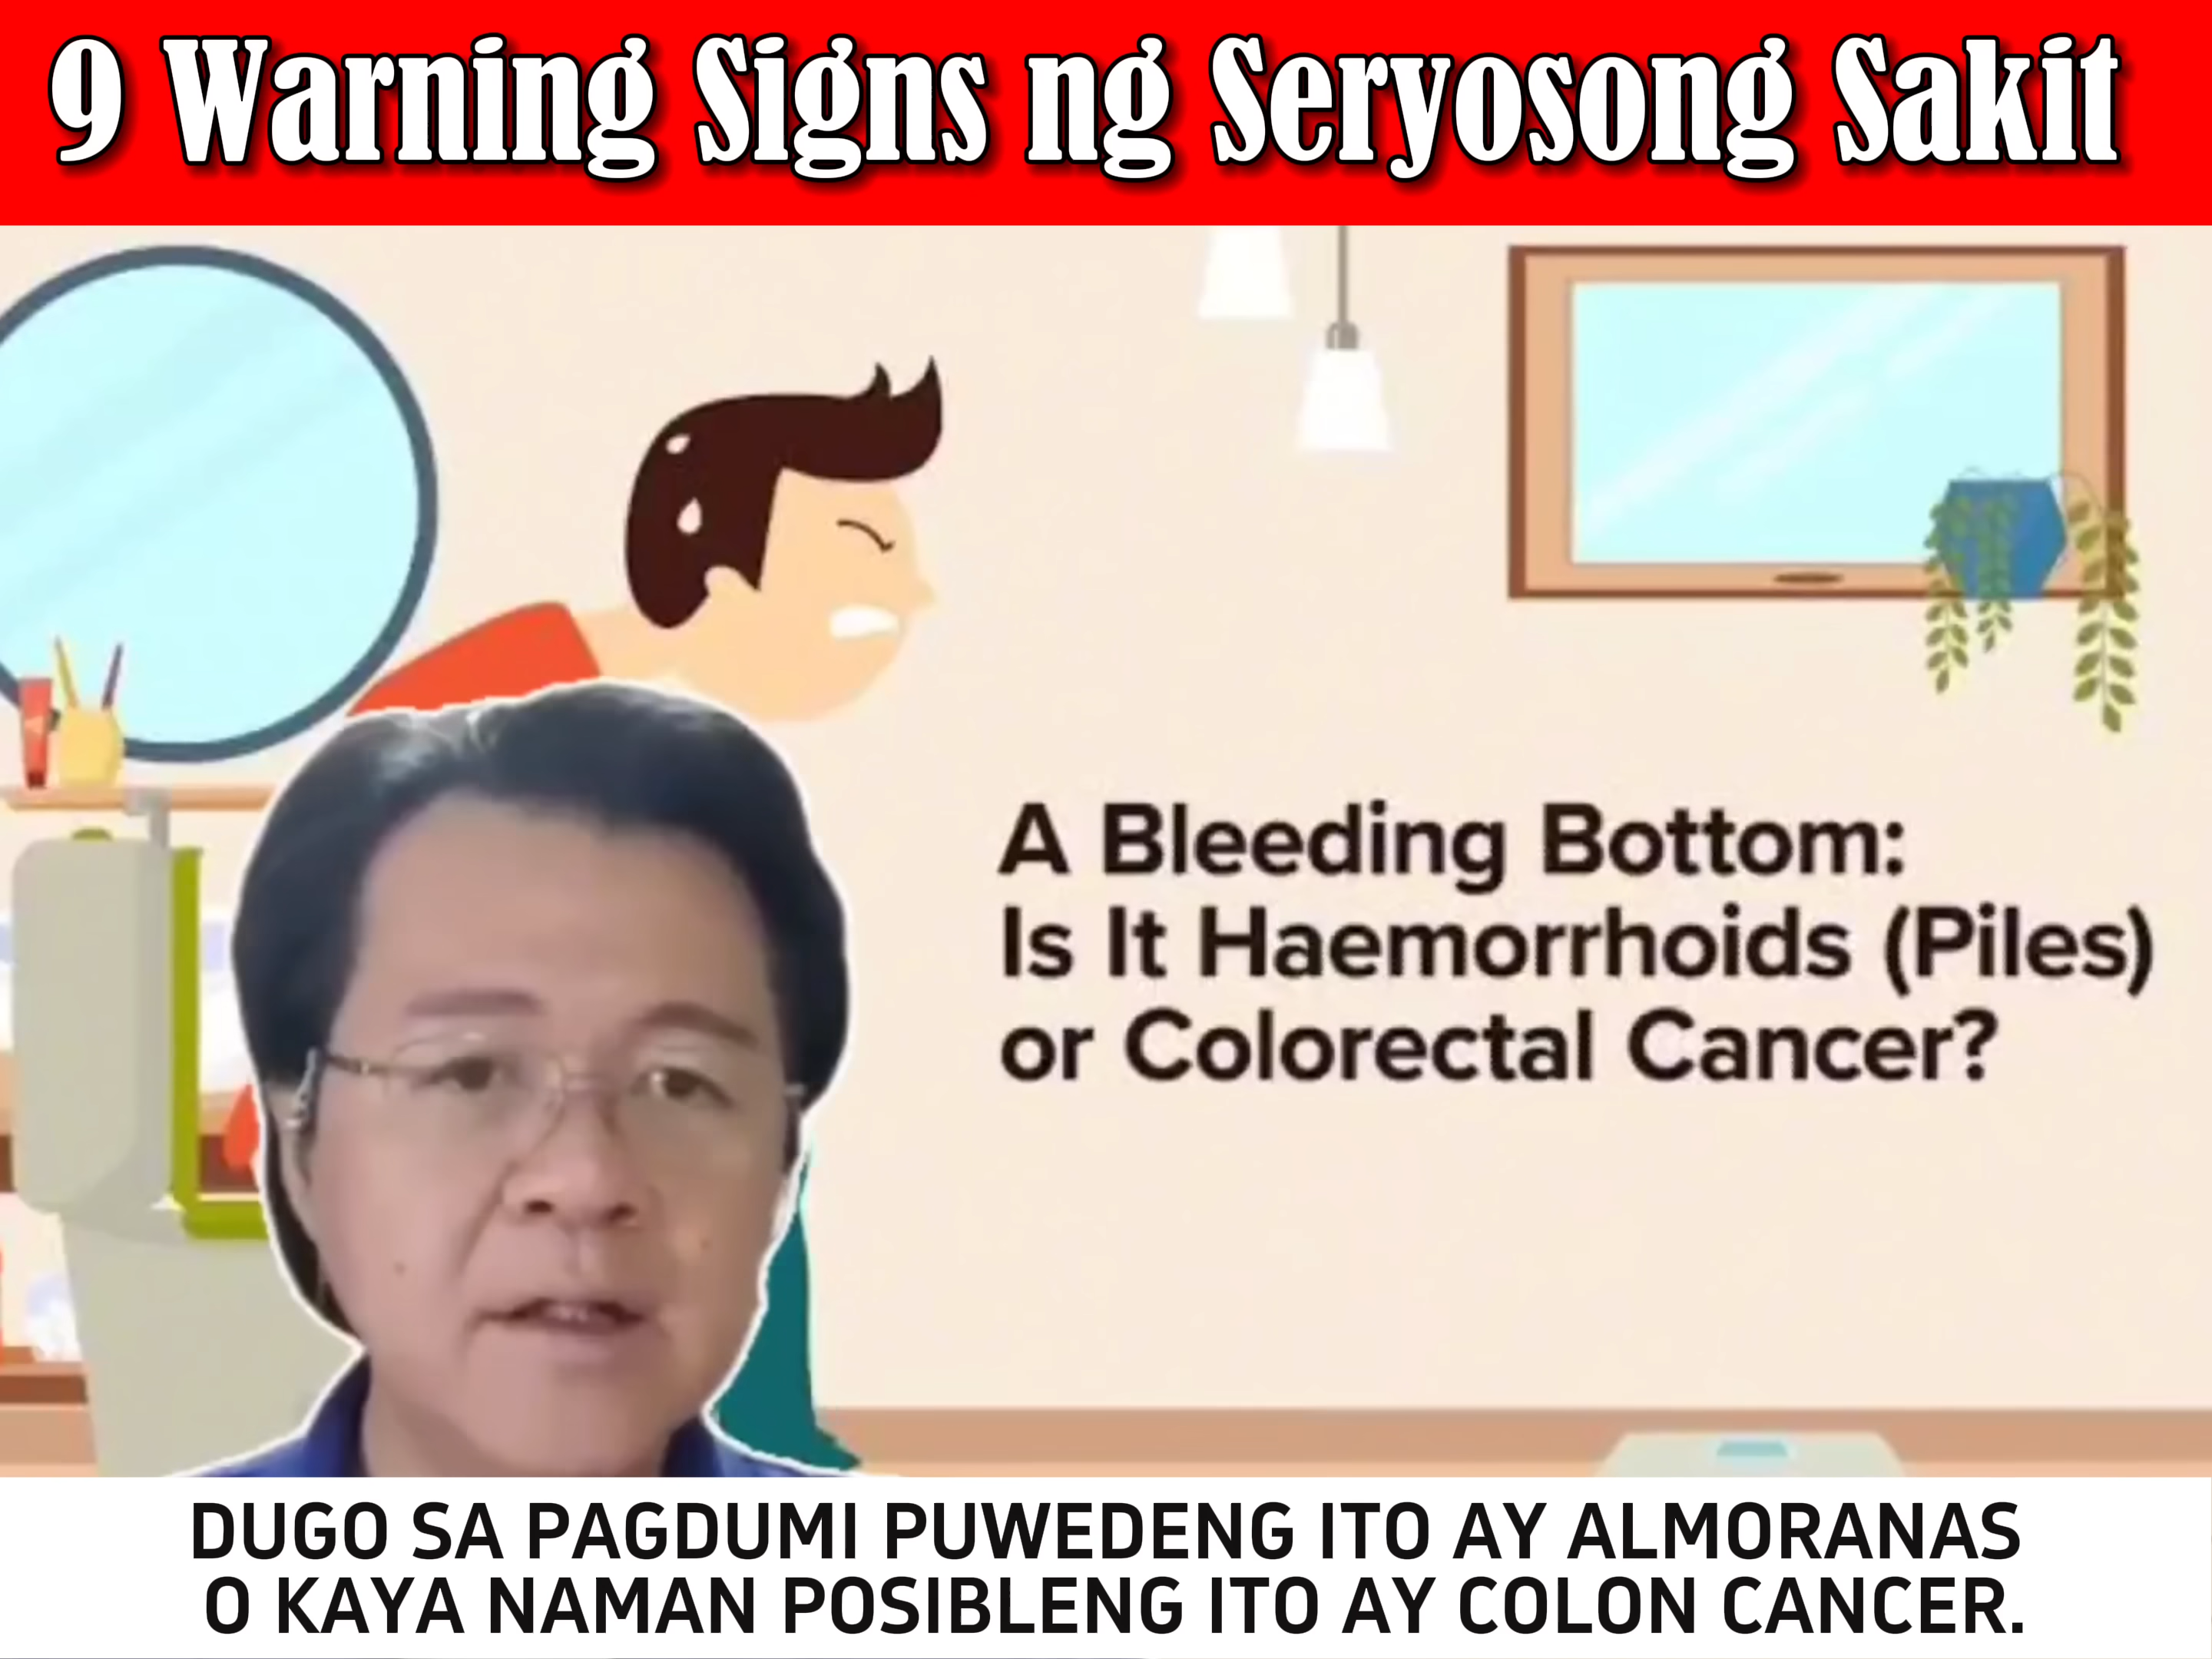 9 Warning Signs ng Seryosong Sakit
A Bleeding Bottom:
Is It Haemorrhoids (Piles)
or Colorectal Cancer?
DUGO SA PAGDUMI PUWEDENG ITO AY ALMORANAS
O KAYA NAMAN POSIBLENG ITO AY COLON CANCER.